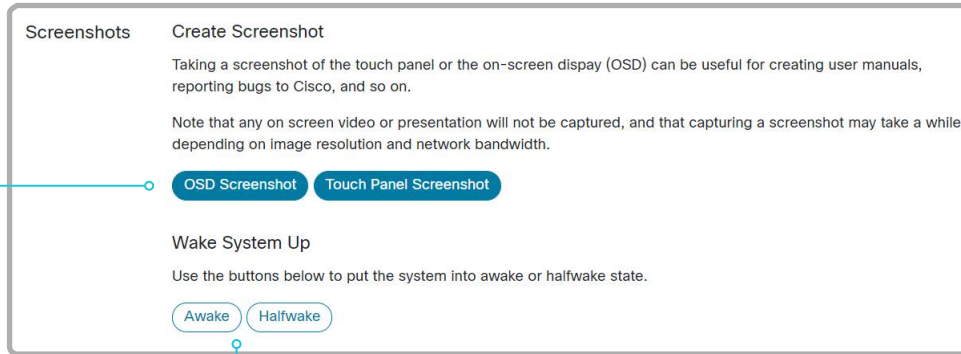 Screenshots
Create Screenshot
Taking a screenshot of the touch panel or the on-screen dispay (OSD) can be useful for creating user manuals,
reporting bugs to Cisco, and so on.
Note that any on screen video or presentation will not be captured, and that capturing a screenshot may take a while
depending on image resolution and network bandwidth.
OSD Screenshot Touch Panel Screenshot
Wake System Up
Use the buttons below to put the system into awake or halfwake state.
Awake Halfwake